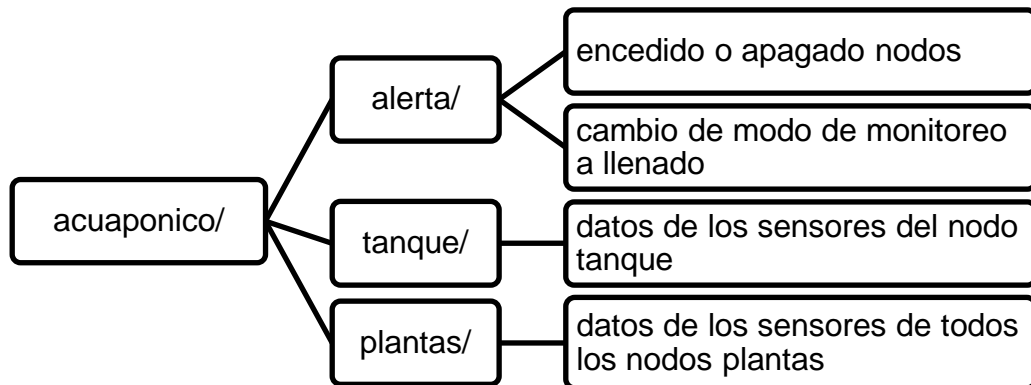 acuaponico/
alerta/
encedido o apagado nodos
cambio de modo de monitoreo
a llenado
tanque/
datos de los sensores del nodo
tanque
plantas/
datos de los sensores de todos
los nodos plantas